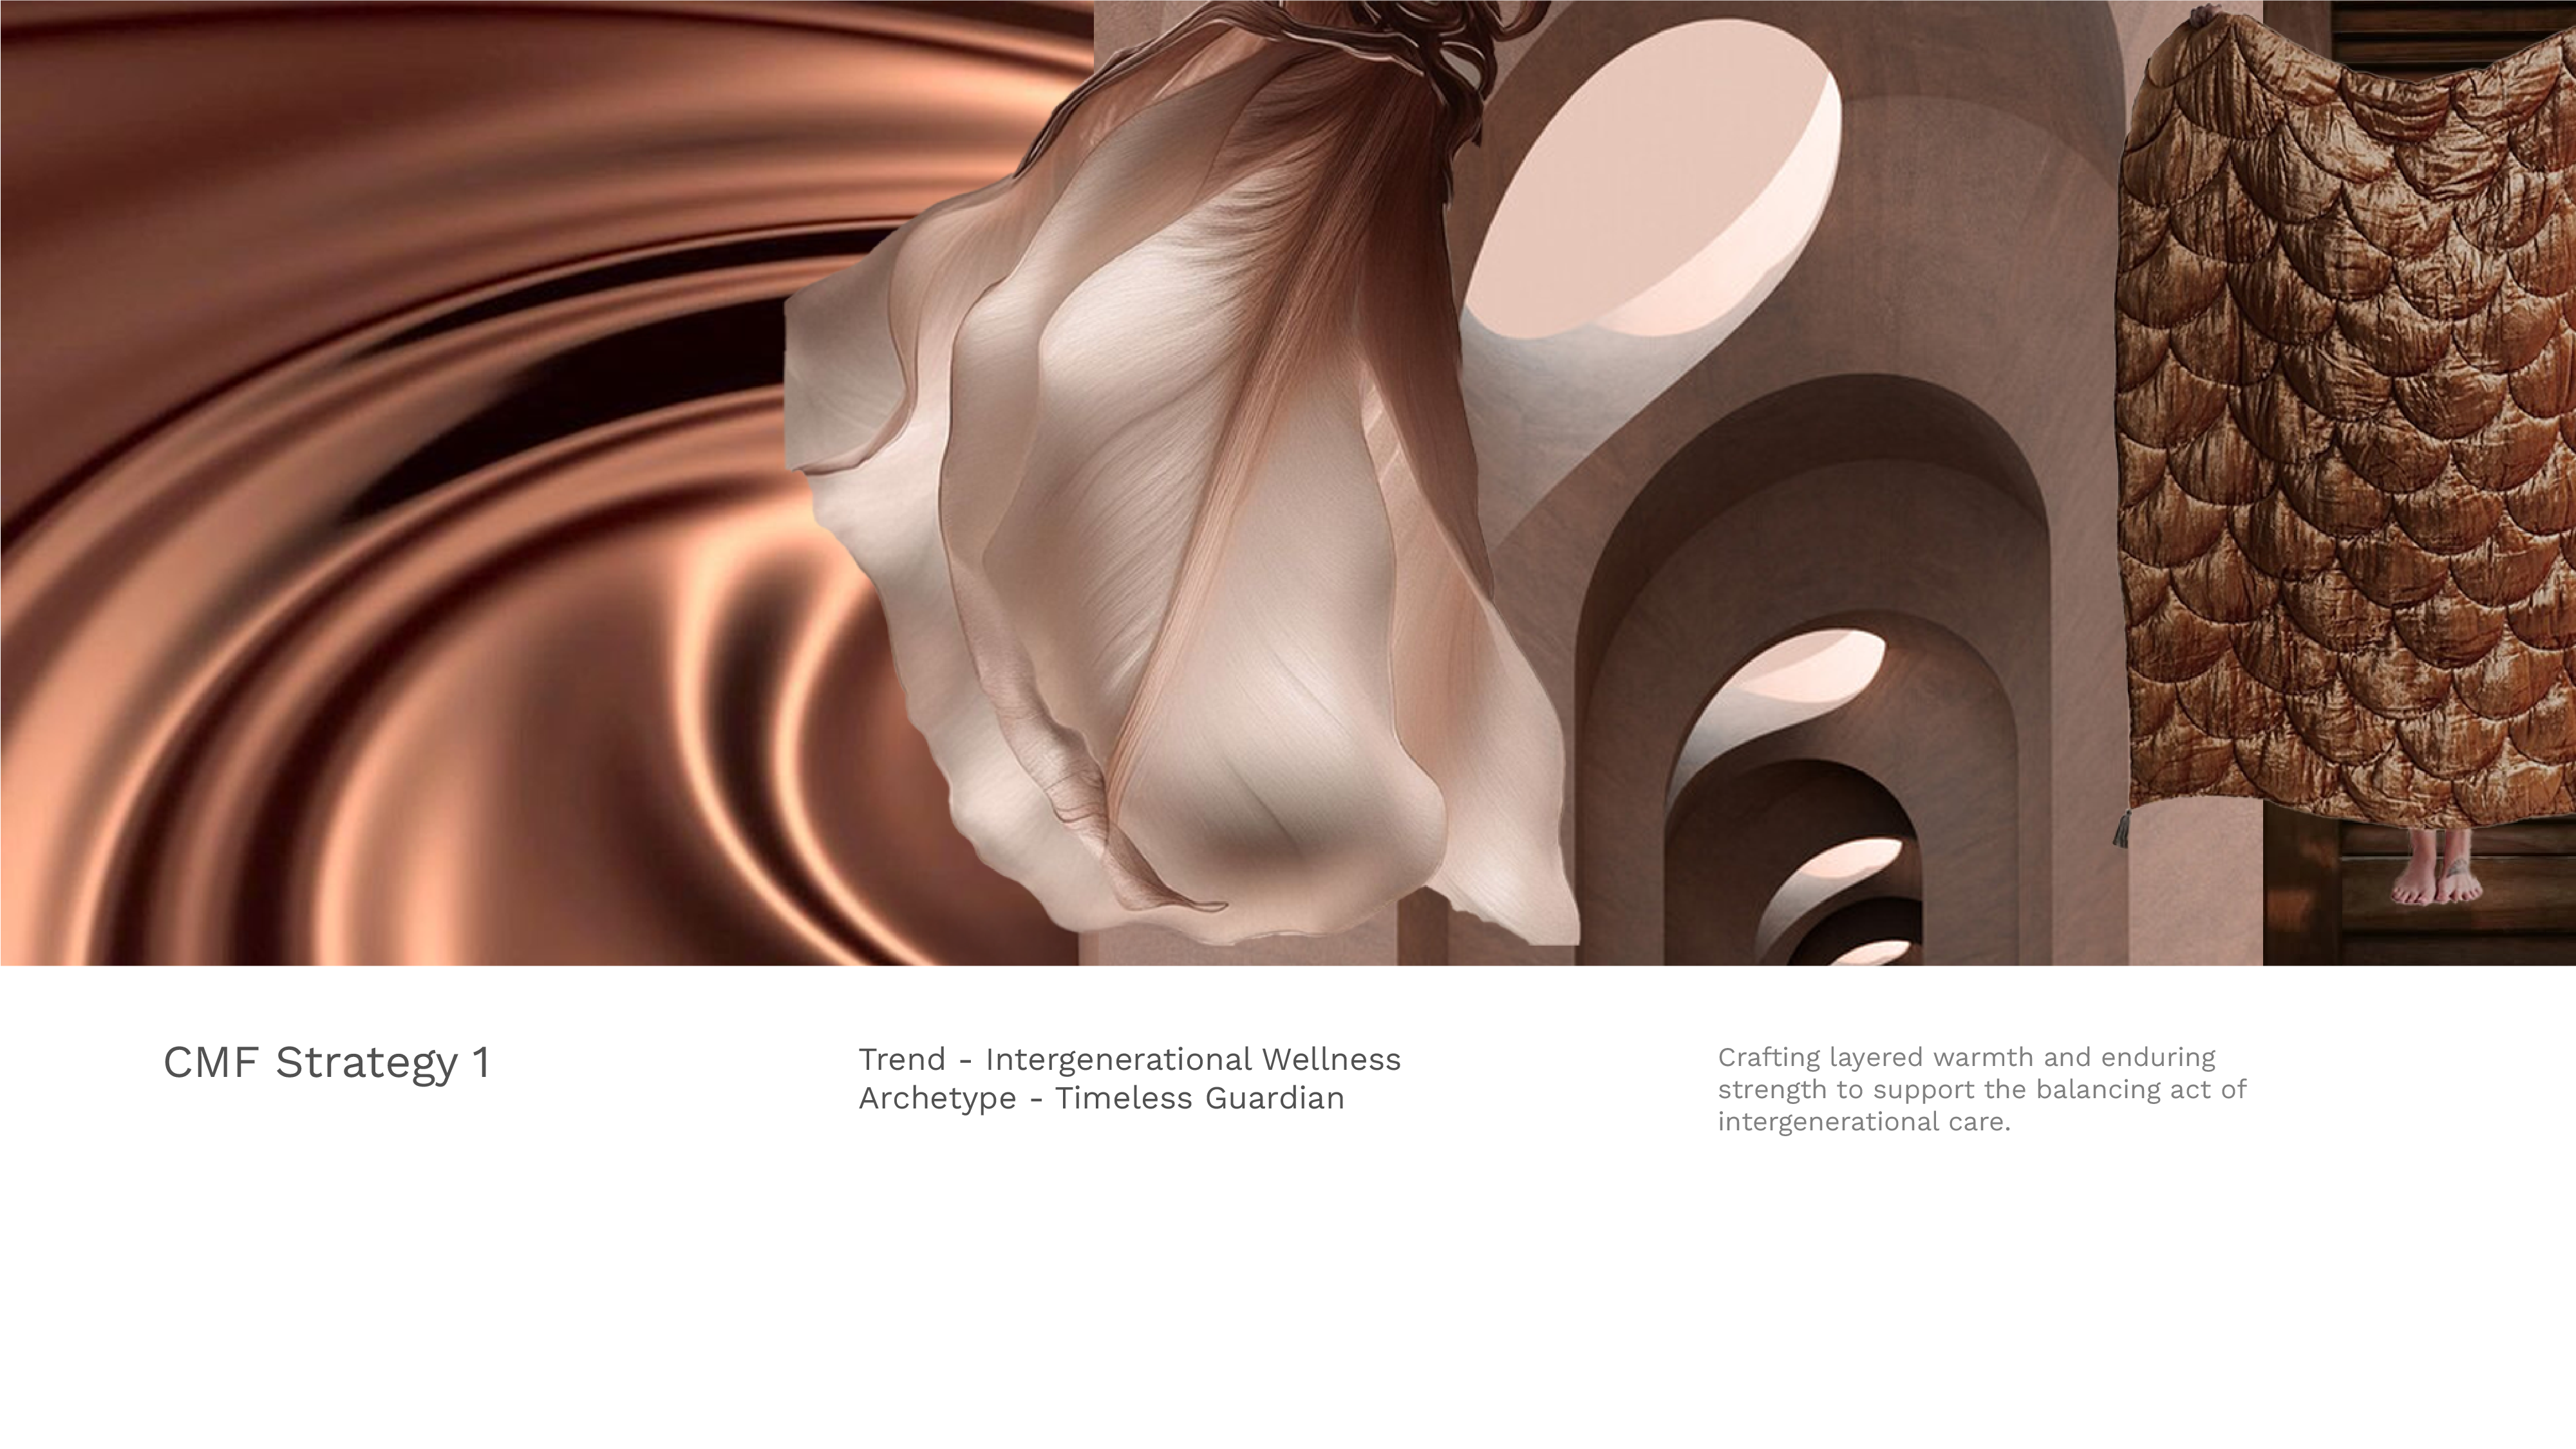 CMF Strategy 1
Trend - Intergenerational Wellness
Archetype - Timeless Guardian
Crafting layered warmth and enduring
strength to support the balancing act of
intergenerational care.